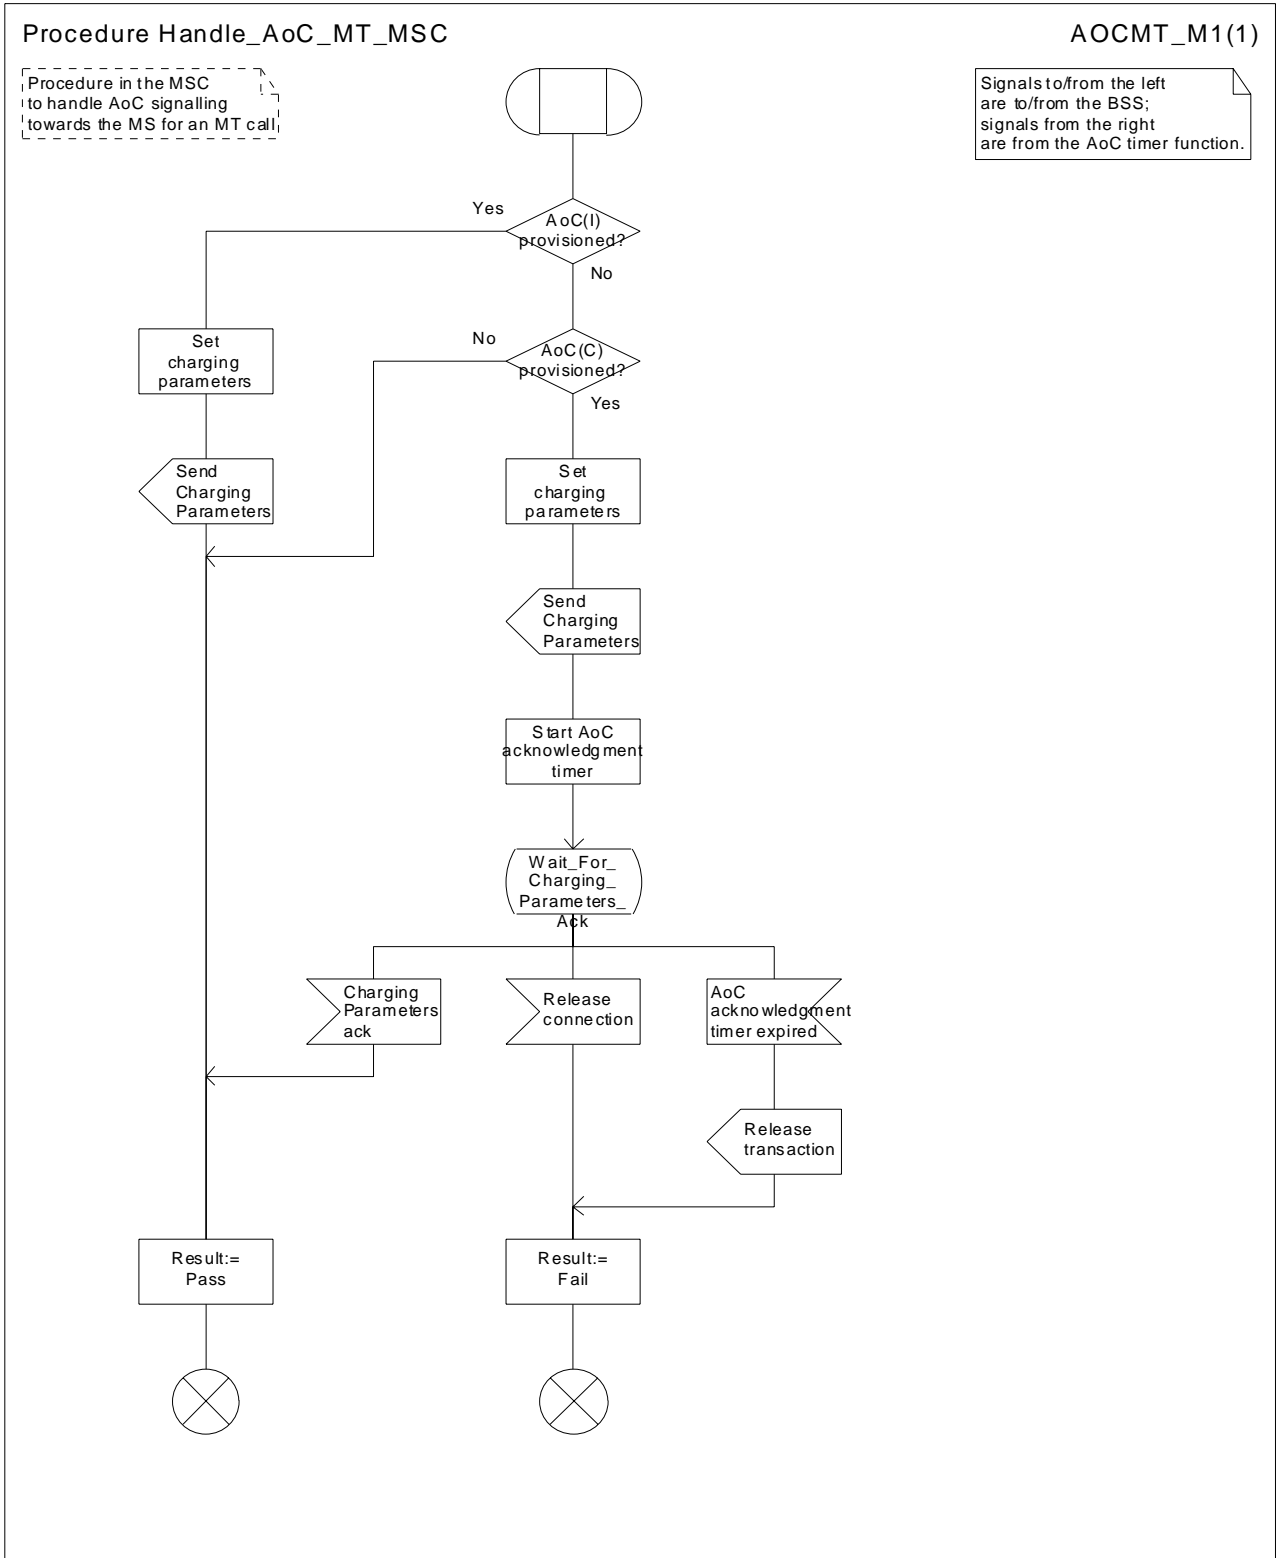 Procedure Handle_AoC_MT_MSC
AOCMT_M1(1)
Procedure in the MSC
to handle AoC signalling
towards the MS for an MT call
Signals to/from the left
are to/from the BSS;
signals from the right
are from the AoC timer function.
Yes
AoC(I)
provisioned?
No
Set
charging
parameters
No
AoC(C)
provisioned?
Yes
Send
Charging
Parameters
Set
charging
parameters
Send
Charging
Parameters
Start AoC
acknowledgment
timer
Wait_For_
Charging_
Parameters_
Ack
Charging
Parameters
ack
Release
connection
AoC
acknowledgment
timer expired
Release
transaction
Result:=
Pass
Result:=
Fail